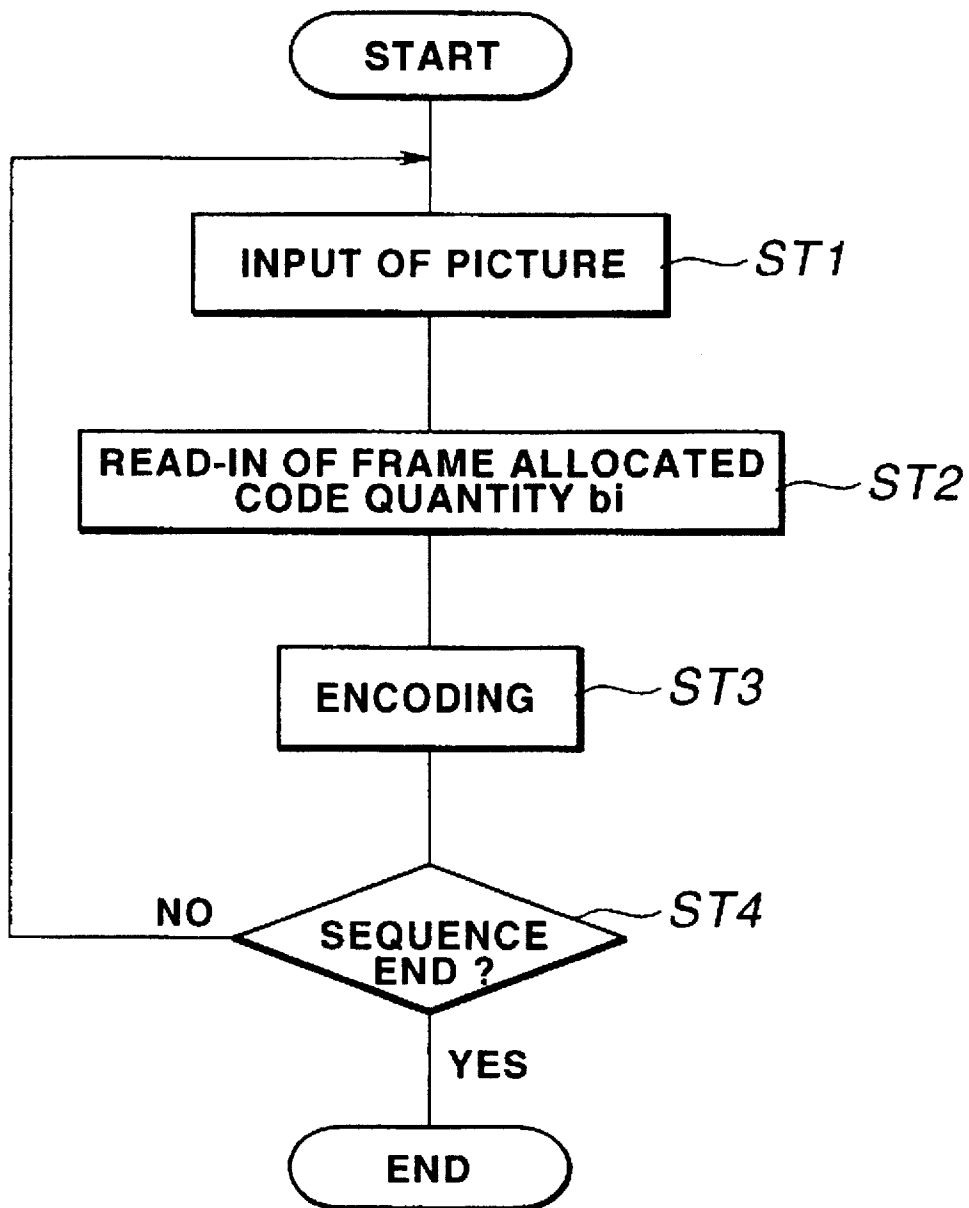 START
INPUT OF PICTURE
ST1
READ-IN OF FRAME ALLOCATED
CODE QUANTITY bi
ST2
ENCODING
ST3
NO
SEQUENCE
END ?
ST4
YES
END